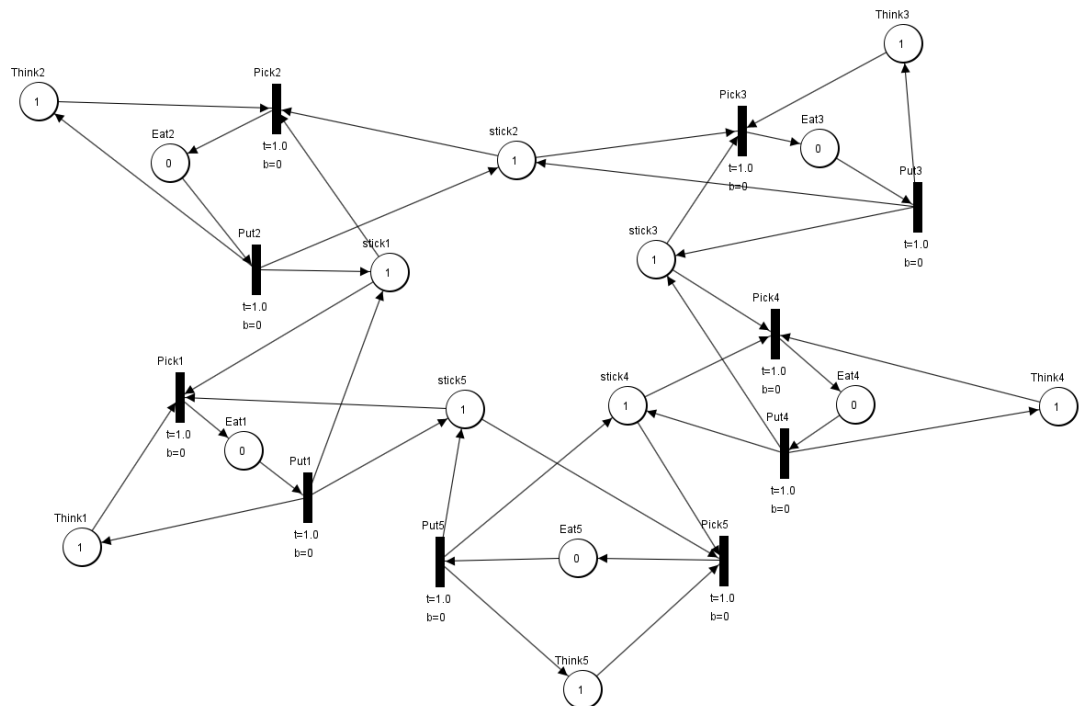 Think3
1
Think2
1
Pick2
t=1.0
b=0
Pick3
t=1.0
b=0
Eat3
0
Eat2
0
stick2
1
Put3
t=1.0
b=0
Put2
t=1.0
b=0
stick1
1
stick3
1
Pick4
t=1.0
b=0
Pick1
t=1.0
b=0
stick5
1
stick4
1
Eat4
0
Think4
1
Eat1
0
Put1
t=1.0
b=0
Put4
t=1.0
b=0
Think1
1
Put5
t=1.0
b=0
Eat5
0
Pick5
t=1.0
b=0
Think5
1